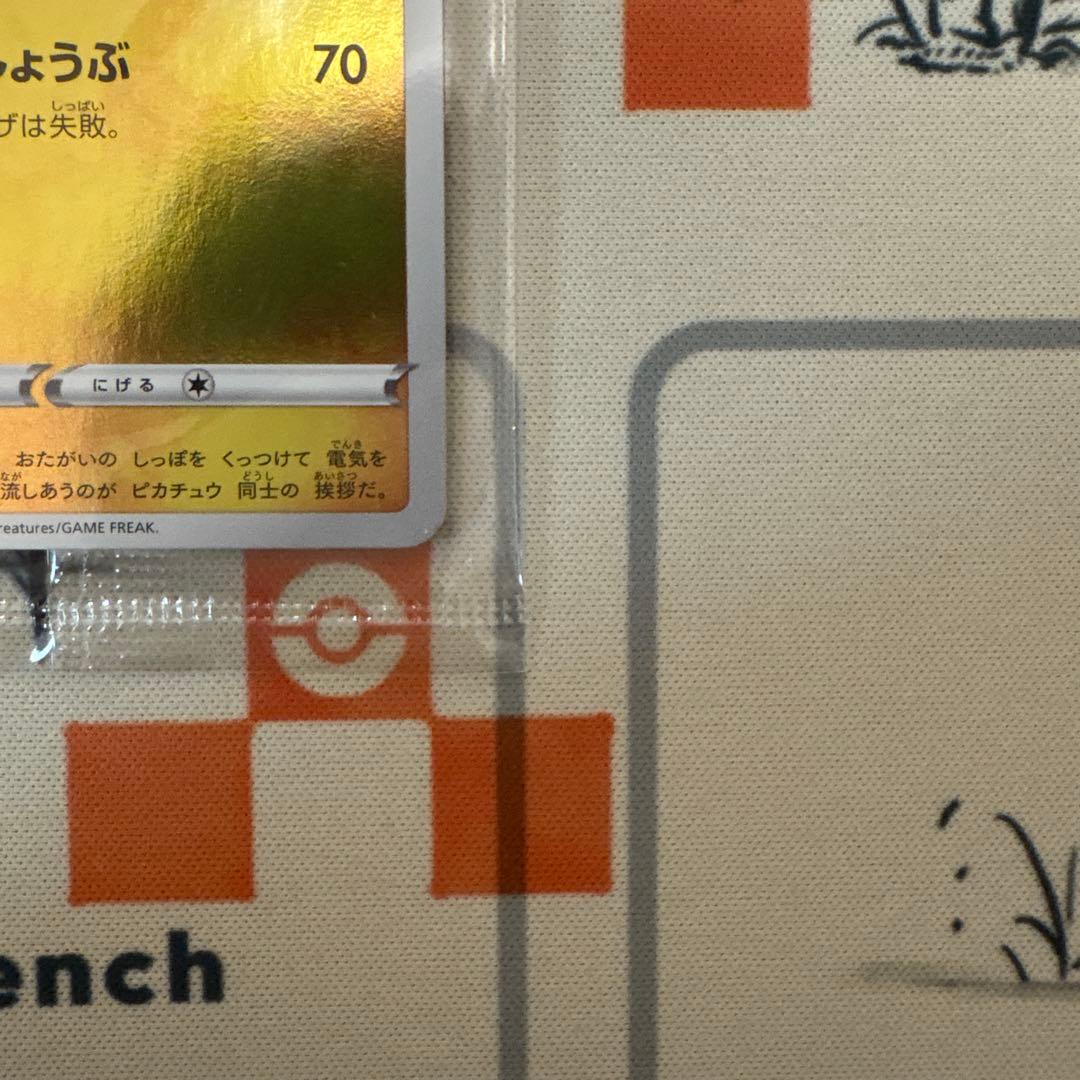 ょうぶ 70
げは失敗。
にげる
おたがいの しっぽを くっつけて 電気を
流しあうのが ピカチュウ 同士の 挨拶だ。
reatures/GAME FREAK.
ench